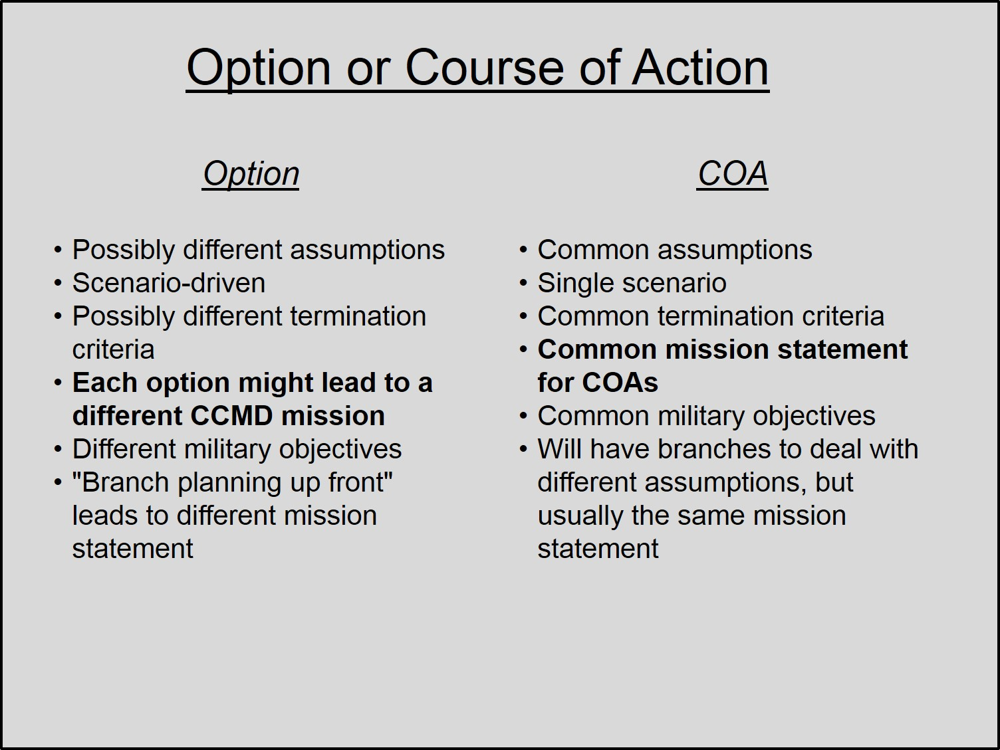 Option or Course of Action
Option
• Possibly different assumptions
• Scenario-driven
• Possibly different termination
criteria
• Each option might lead to a
different CCMD mission
• Different military objectives
• "Branch planning up front"
leads to different mission
statement
COA
• Common assumptions
• Single scenario
• Common termination criteria
• Common mission statement
for COAs
• Common military objectives
• Will have branches to deal with
different assumptions, but
usually the same mission
statement